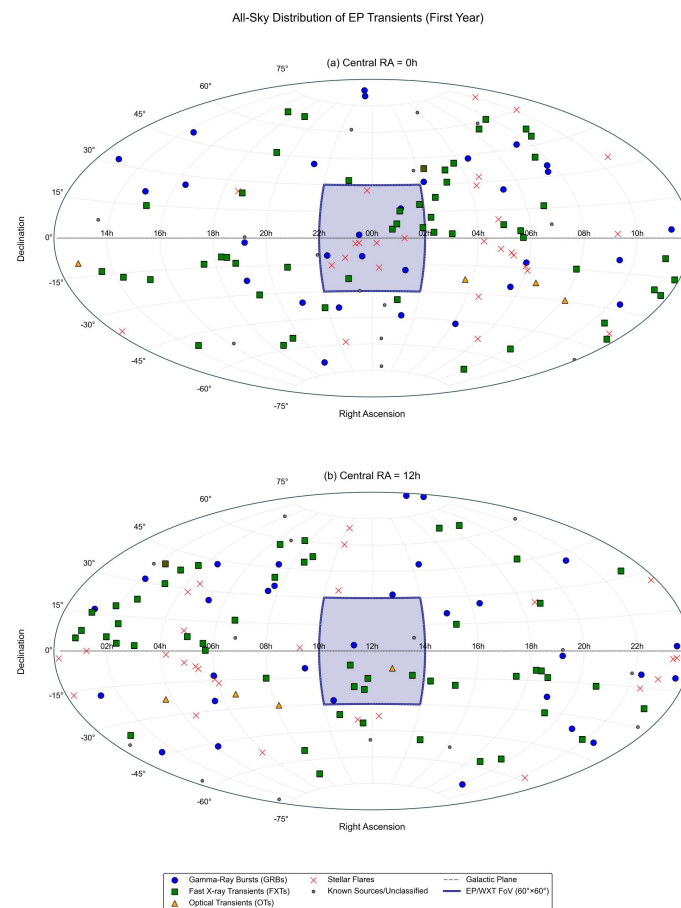 All-Sky Distribution of EP Transients (First Year)
(a) Central RA = 0h
75°
60°
45°
30°
15°
0°
-15°
-30°
-45°
-60°
-75°
14h 16h 18h 20h 22h 00h 02h 04h 06h 08h 10h
Declination
Right Ascension
(b) Central RA = 12h
75°
60°
45°
30°
15°
0°
-15°
-30°
-45°
-60°
-75°
02h 04h 06h 08h 10h 12h 14h 16h 18h 20h 22h
Declination
Right Ascension
Gamma-Ray Bursts (GRBs)
Fast X-ray Transients (FXTs)
Optical Transients (OTs)
Stellar Flares
Known Sources/Unclassified
Galactic Plane
EP/WXT FoV (60°×60°)